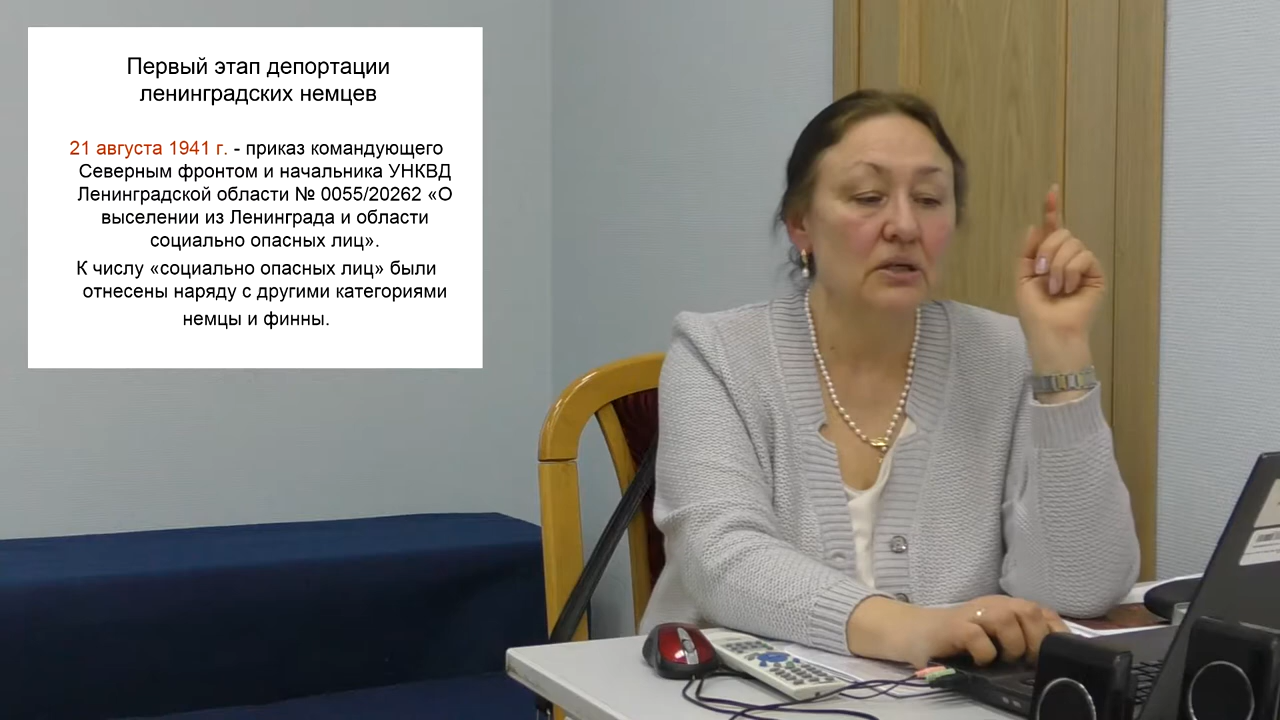 Первый этап депортации
ленинградских немцев
21 августа 1941 г. - приказ командующего
Северным фронтом и начальника УНКВД
Ленинградской области № 0055/20262 «О
выселении из Ленинграда и области
социально опасных лиц».
К числу «социально опасных лиц» были
отнесены наряду с другими категориями
немцы и финны.